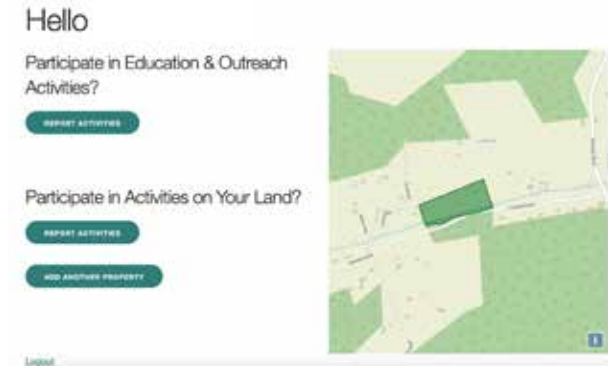 Hello
Participate in Education & Outreach
Activities?
REPORT ACTIVITIES
Participate in Activities on Your Land?
REPORT ACTIVITIES
ADD ANOTHER PROPERTY
Logout
i